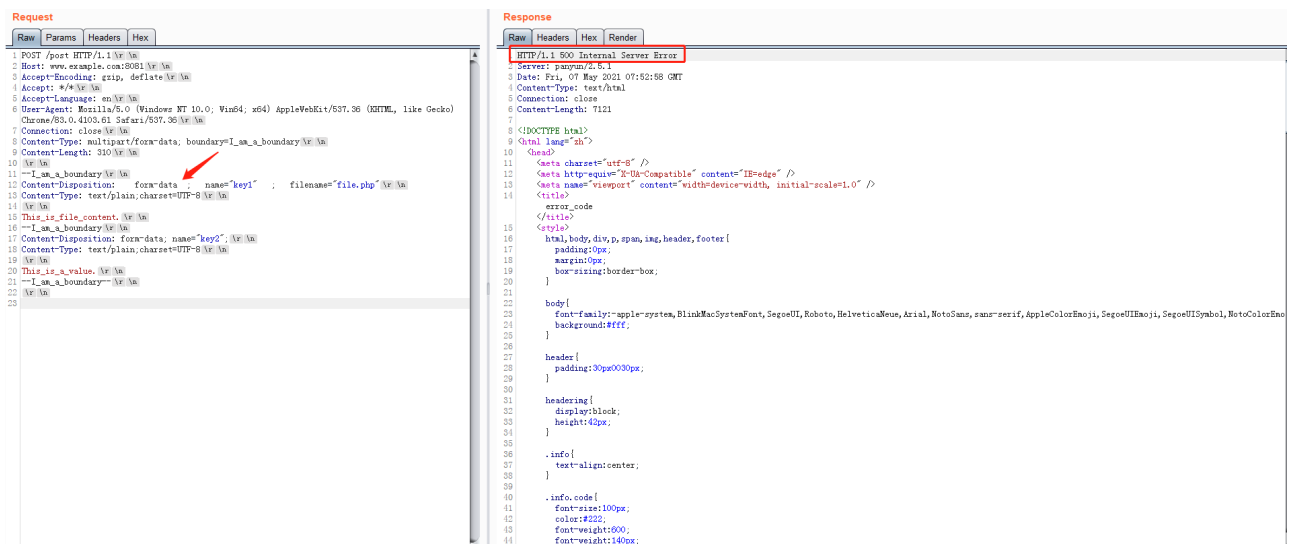 Request
Raw Params Headers Hex
1 POST /post HTTP/1.1 \r \n
2 Host: www.example.com:8081 \r \n
3 Accept-Encoding: gzip, deflate \r \n
4 Accept: */* \r \n
5 Accept-Language: en \r \n
6 User-Agent: Mozilla/5.0 (Windows NT 10.0; Win64; x64) AppleWebKit/537.36 (KHTML, like Gecko)
Chrome/83.0.4103.61 Safari/537.36 \r \n
7 Connection: close \r \n
8 Content-Type: multipart/form-data; boundary=I_am_a_boundary \r \n
9 Content-Length: 310 \r \n
10 \r \n
11 --I_am_a_boundary \r \n
12 Content-Disposition:    form-data  ;   name="key1"   ;   filename="file.php" \r \n
13 Content-Type: text/plain;charset=UTF-8 \r \n
14 \r \n
15 This_is_file_content. \r \n
16 --I_am_a_boundary \r \n
17 Content-Disposition: form-data; name="key2"; \r \n
18 Content-Type: text/plain;charset=UTF-8 \r \n
19 \r \n
20 This_is_a_value. \r \n
21 --I_am_a_boundary-- \r \n
22 \r \n
23
Response
Raw Headers Hex Render
HTTP/1.1 500 Internal Server Error
2 Server: panyun/2.5.1
3 Date: Fri, 07 May 2021 07:52:58 GMT
4 Content-Type: text/html
5 Connection: close
6 Content-Length: 7121
7
8 <!DOCTYPE html>
9 <html lang="zh">
10 <head>
11 <meta charset="utf-8" />
12 <meta http-equiv="X-UA-Compatible" content="IE=edge" />
13 <meta name="viewport" content="width=device-width, initial-scale=1.0" />
14 <title>
error_code
</title>
15 <style>
16 html,body,div,p,span,img,header,footer{
17 padding:0px;
18 margin:0px;
19 box-sizing:border-box;
20 }
21
22 body{
23 font-family:-apple-system,BlinkMacSystemFont,SegoeUI,Roboto,HelveticaNeue,Arial,NotoSans,sans-serif,AppleColorEmoji,SegoeUIEmoji,SegoeUISymbol,NotoColorEmo
24 background:#fff;
25 }
26
27 header{
28 padding:30px0030px;
29 }
30
31 headerimg{
32 display:block;
33 height:42px;
34 }
35
36 .info{
37 text-align:center;
38 }
39
40 .info.code{
41 font-size:100px;
42 color:#222;
43 font-weight:600;
44 font-weight:140px;